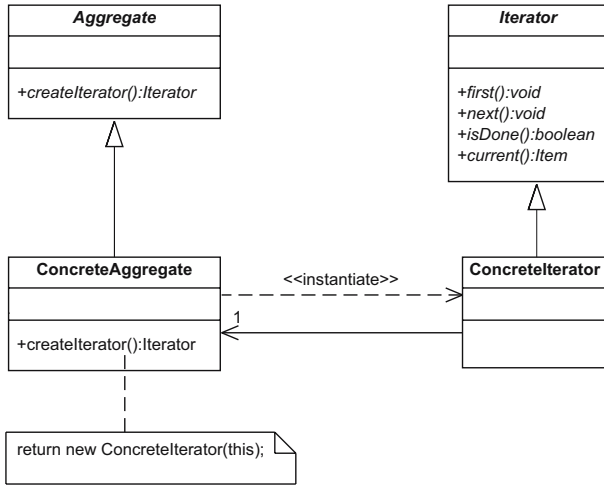 Aggregate
+createIterator():Iterator
Iterator
+first():void
+next():void
+isDone():boolean
+current():Item
ConcreteAggregate
+createIterator():Iterator
<<instantiate>>
1
ConcreteIterator
return new ConcreteIterator(this);